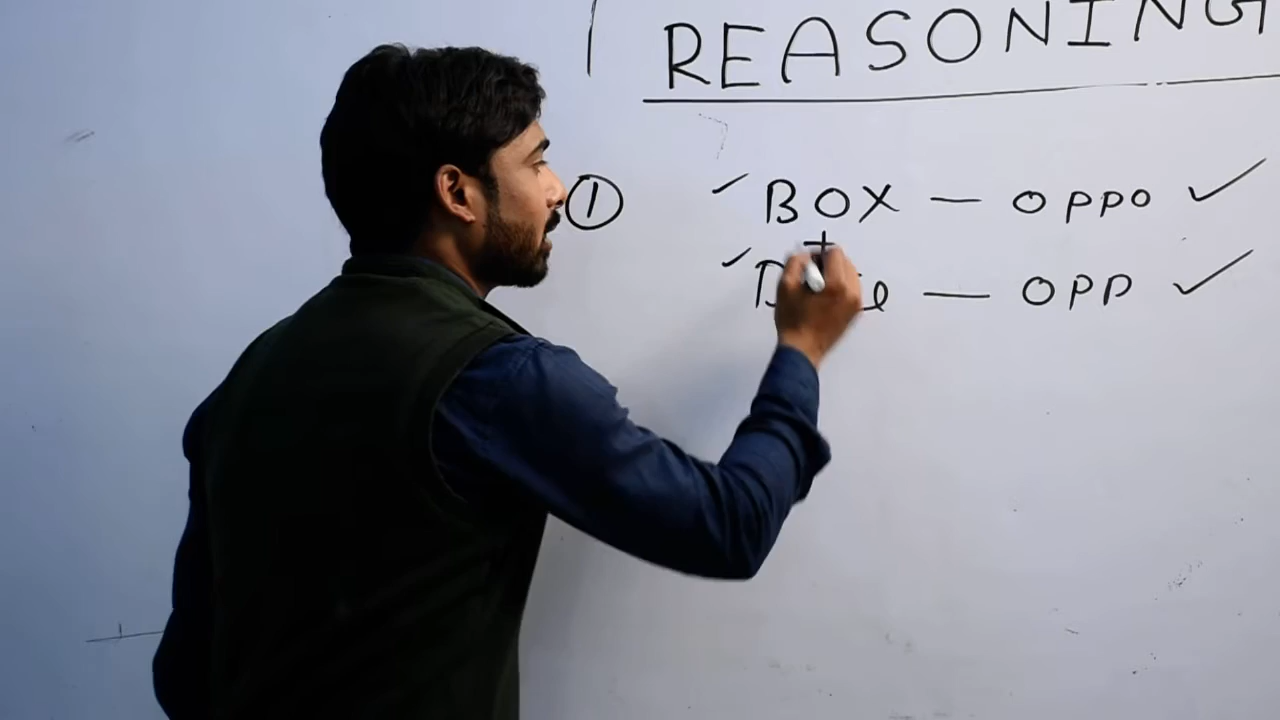 REASONING
① ✓ BOX — OPPO ✓
+
✓ — OPP ✓